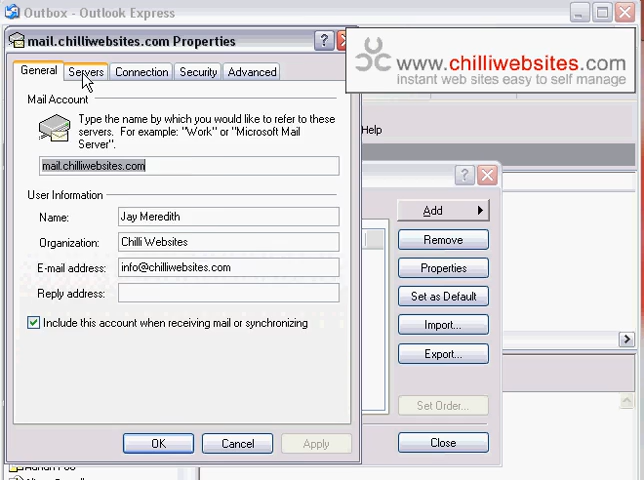 Outbox - Outlook Express
mail.chilliwebsites.com Properties
www.chilliwebsites.com
instant web sites easy to self manage
General Servers Connection Security Advanced
Mail Account
Type the name by which you would like to refer to these
servers. For example: "Work" or "Microsoft Mail
Server".
mail.chilliwebsites.com
User Information
Name: Jay Meredith
Organization: Chilli Websites
E-mail address: info@chilliwebsites.com
Reply address:
Include this account when receiving mail or synchronizing
OK Cancel Apply
Help
Add
Remove
Properties
Set as Default
Import...
Export...
Set Order...
Close